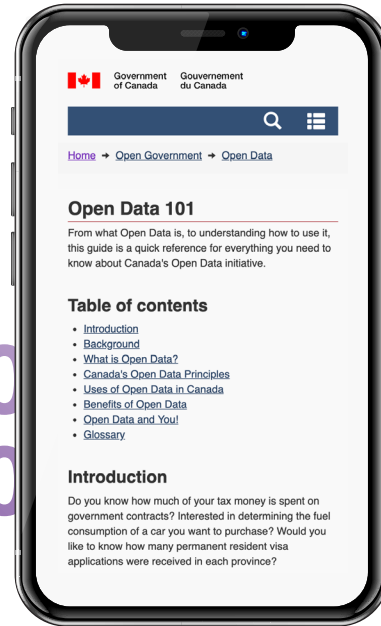 Government Gouvernement
of Canada du Canada
Home → Open Government → Open Data
Open Data 101
From what Open Data is, to understanding how to use it,
this guide is a quick reference for everything you need to
know about Canada's Open Data initiative.
Table of contents
• Introduction
• Background
• What is Open Data?
• Canada's Open Data Principles
• Uses of Open Data in Canada
• Benefits of Open Data
• Open Data and You!
• Glossary
Introduction
Do you know how much of your tax money is spent on
government contracts? Interested in determining the fuel
consumption of a car you want to purchase? Would you
like to know how many permanent resident visa
applications were received in each province?